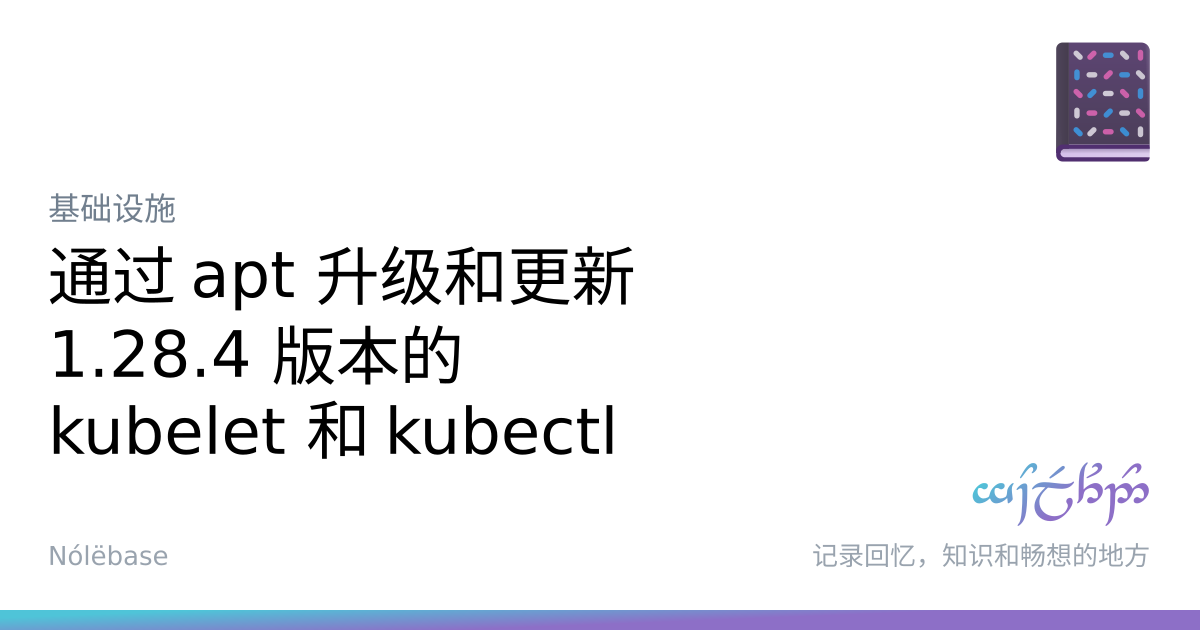 基础设施
通过 apt 升级和更新
1.28.4 版本的
kubelet 和 kubectl
Nólëbase
记录回忆，知识和畅想的地方